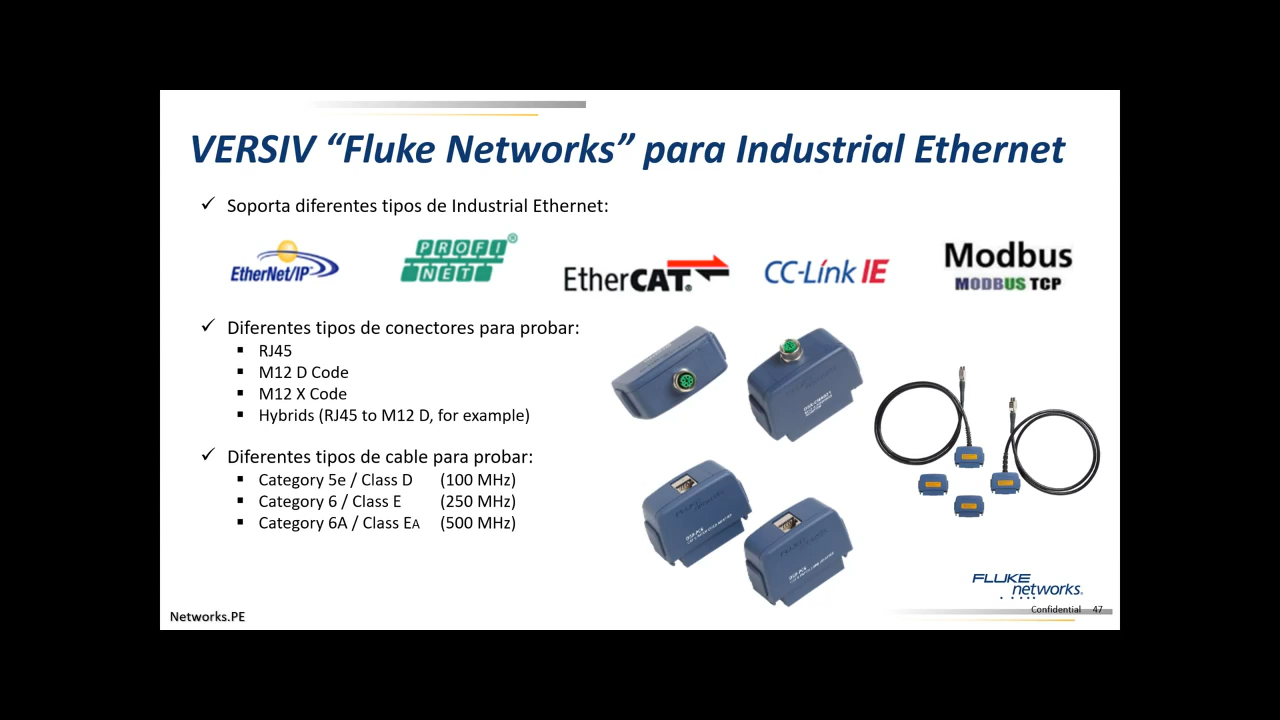 VERSIV “Fluke Networks” para Industrial Ethernet
✓ Soporta diferentes tipos de Industrial Ethernet:
EtherNet/IP
PROFI
NET
®
EtherCAT®
CC-Link IE
Modbus
MODBUS TCP
✓ Diferentes tipos de conectores para probar:
▪ RJ45
▪ M12 D Code
▪ M12 X Code
▪ Hybrids (RJ45 to M12 D, for example)
✓ Diferentes tipos de cable para probar:
▪ Category 5e / Class D (100 MHz)
▪ Category 6 / Class E (250 MHz)
▪ Category 6A / Class EA (500 MHz)
FLUKE
networks.
Networks.PE
Confidential 47